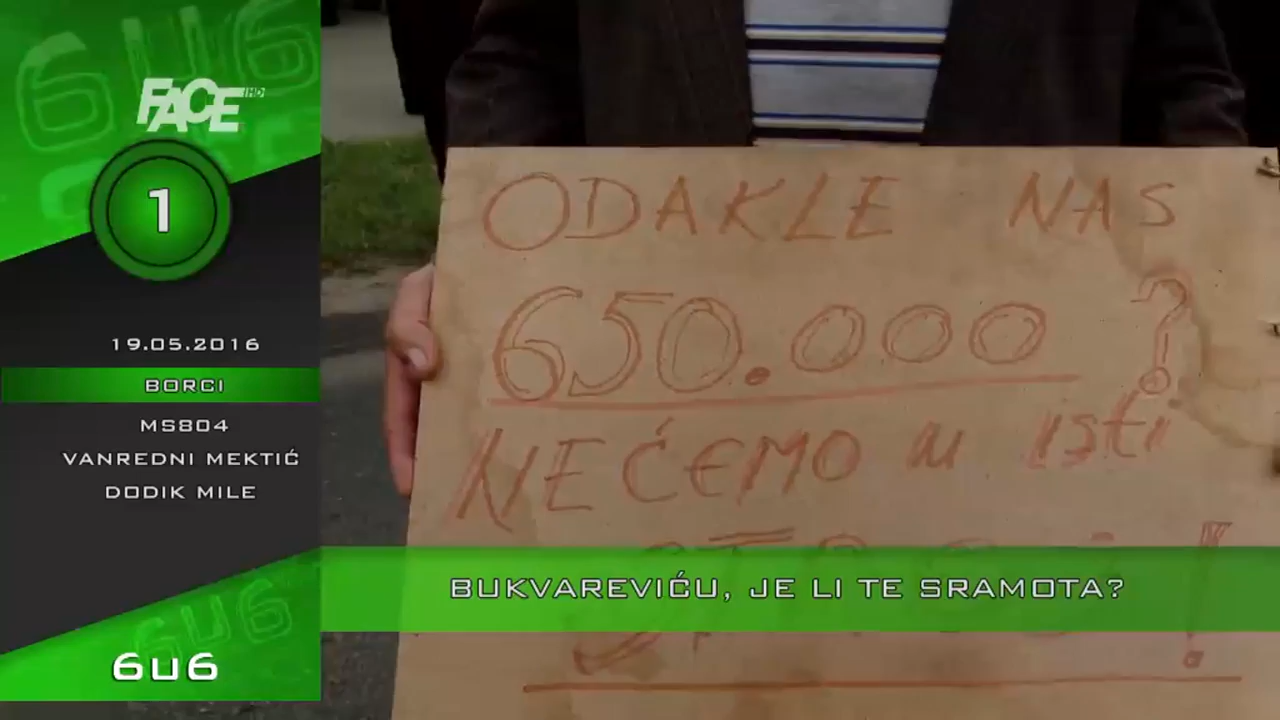 FACE HD
1
19.05.2016
BORCI
MS804
VANREDNI MEKTIĆ
DODIK MILE
6u6
ODAKLE NAS
650.000 ?
NEĆEMO u isti
BUKVAREVIĆU, JE LI TE SRAMOTA?